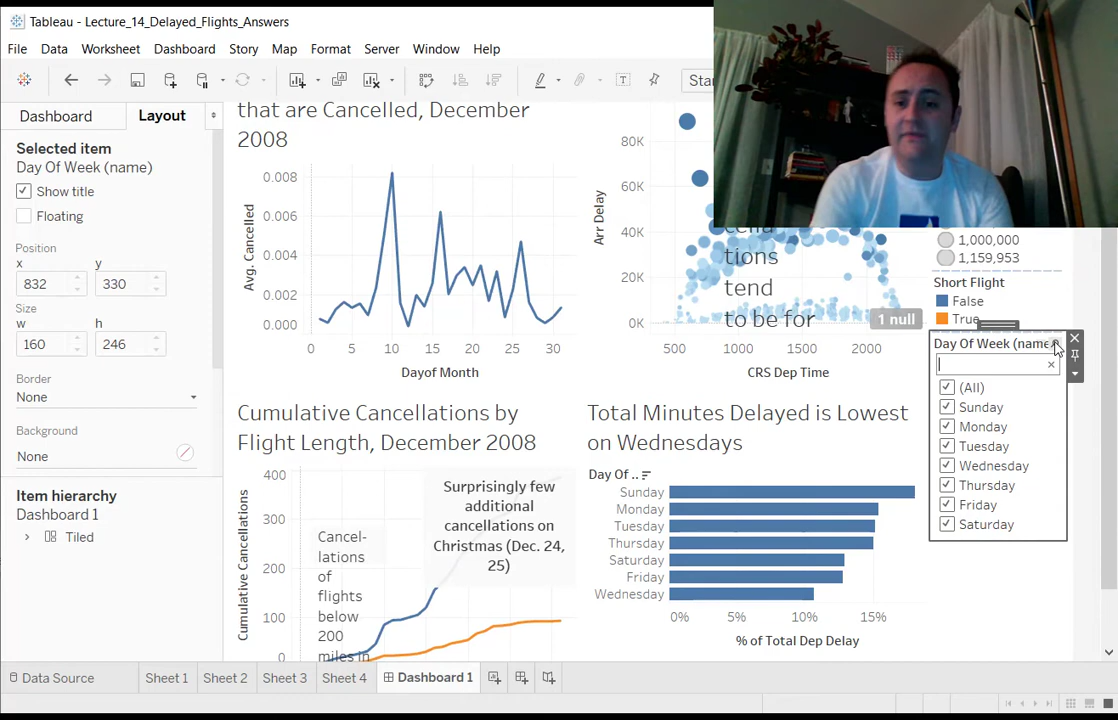 Tableau - Lecture_14_Delayed_Flights_Answers
File Data Worksheet Dashboard Story Map Format Server Window Help
Dashboard
Layout
Selected item
Day Of Week (name)
Show title
Floating
Position
x
y
832
330
Size
w
h
160
246
Border
None
Background
None
Item hierarchy
Dashboard 1
Tiled
that are Cancelled, December
2008
Avg. Cancelled
0.008
0.006
0.004
0.002
0.000
0 5 10 15 20 25 30
Dayof Month
Arr Delay
80K
60K
40K
20K
0K
tions
tend
to be for
1 null
500 1000 1500 2000
CRS Dep Time
1,000,000
1,159,953
Short Flight
False
True
Day Of Week (name)
(All)
Sunday
Monday
Tuesday
Wednesday
Thursday
Friday
Saturday
Cumulative Cancellations by
Flight Length, December 2008
Cumulative Cancellations
400
300
200
100
0
Cancel-
lations
of
flights
below
200
miles in
Surprisingly few
additional
cancellations on
Christmas (Dec. 24,
25)
Total Minutes Delayed is Lowest
on Wednesdays
Day Of ..
Sunday
Monday
Tuesday
Thursday
Saturday
Friday
Wednesday
0% 5% 10% 15%
% of Total Dep Delay
Data Source
Sheet 1
Sheet 2
Sheet 3
Sheet 4
Dashboard 1